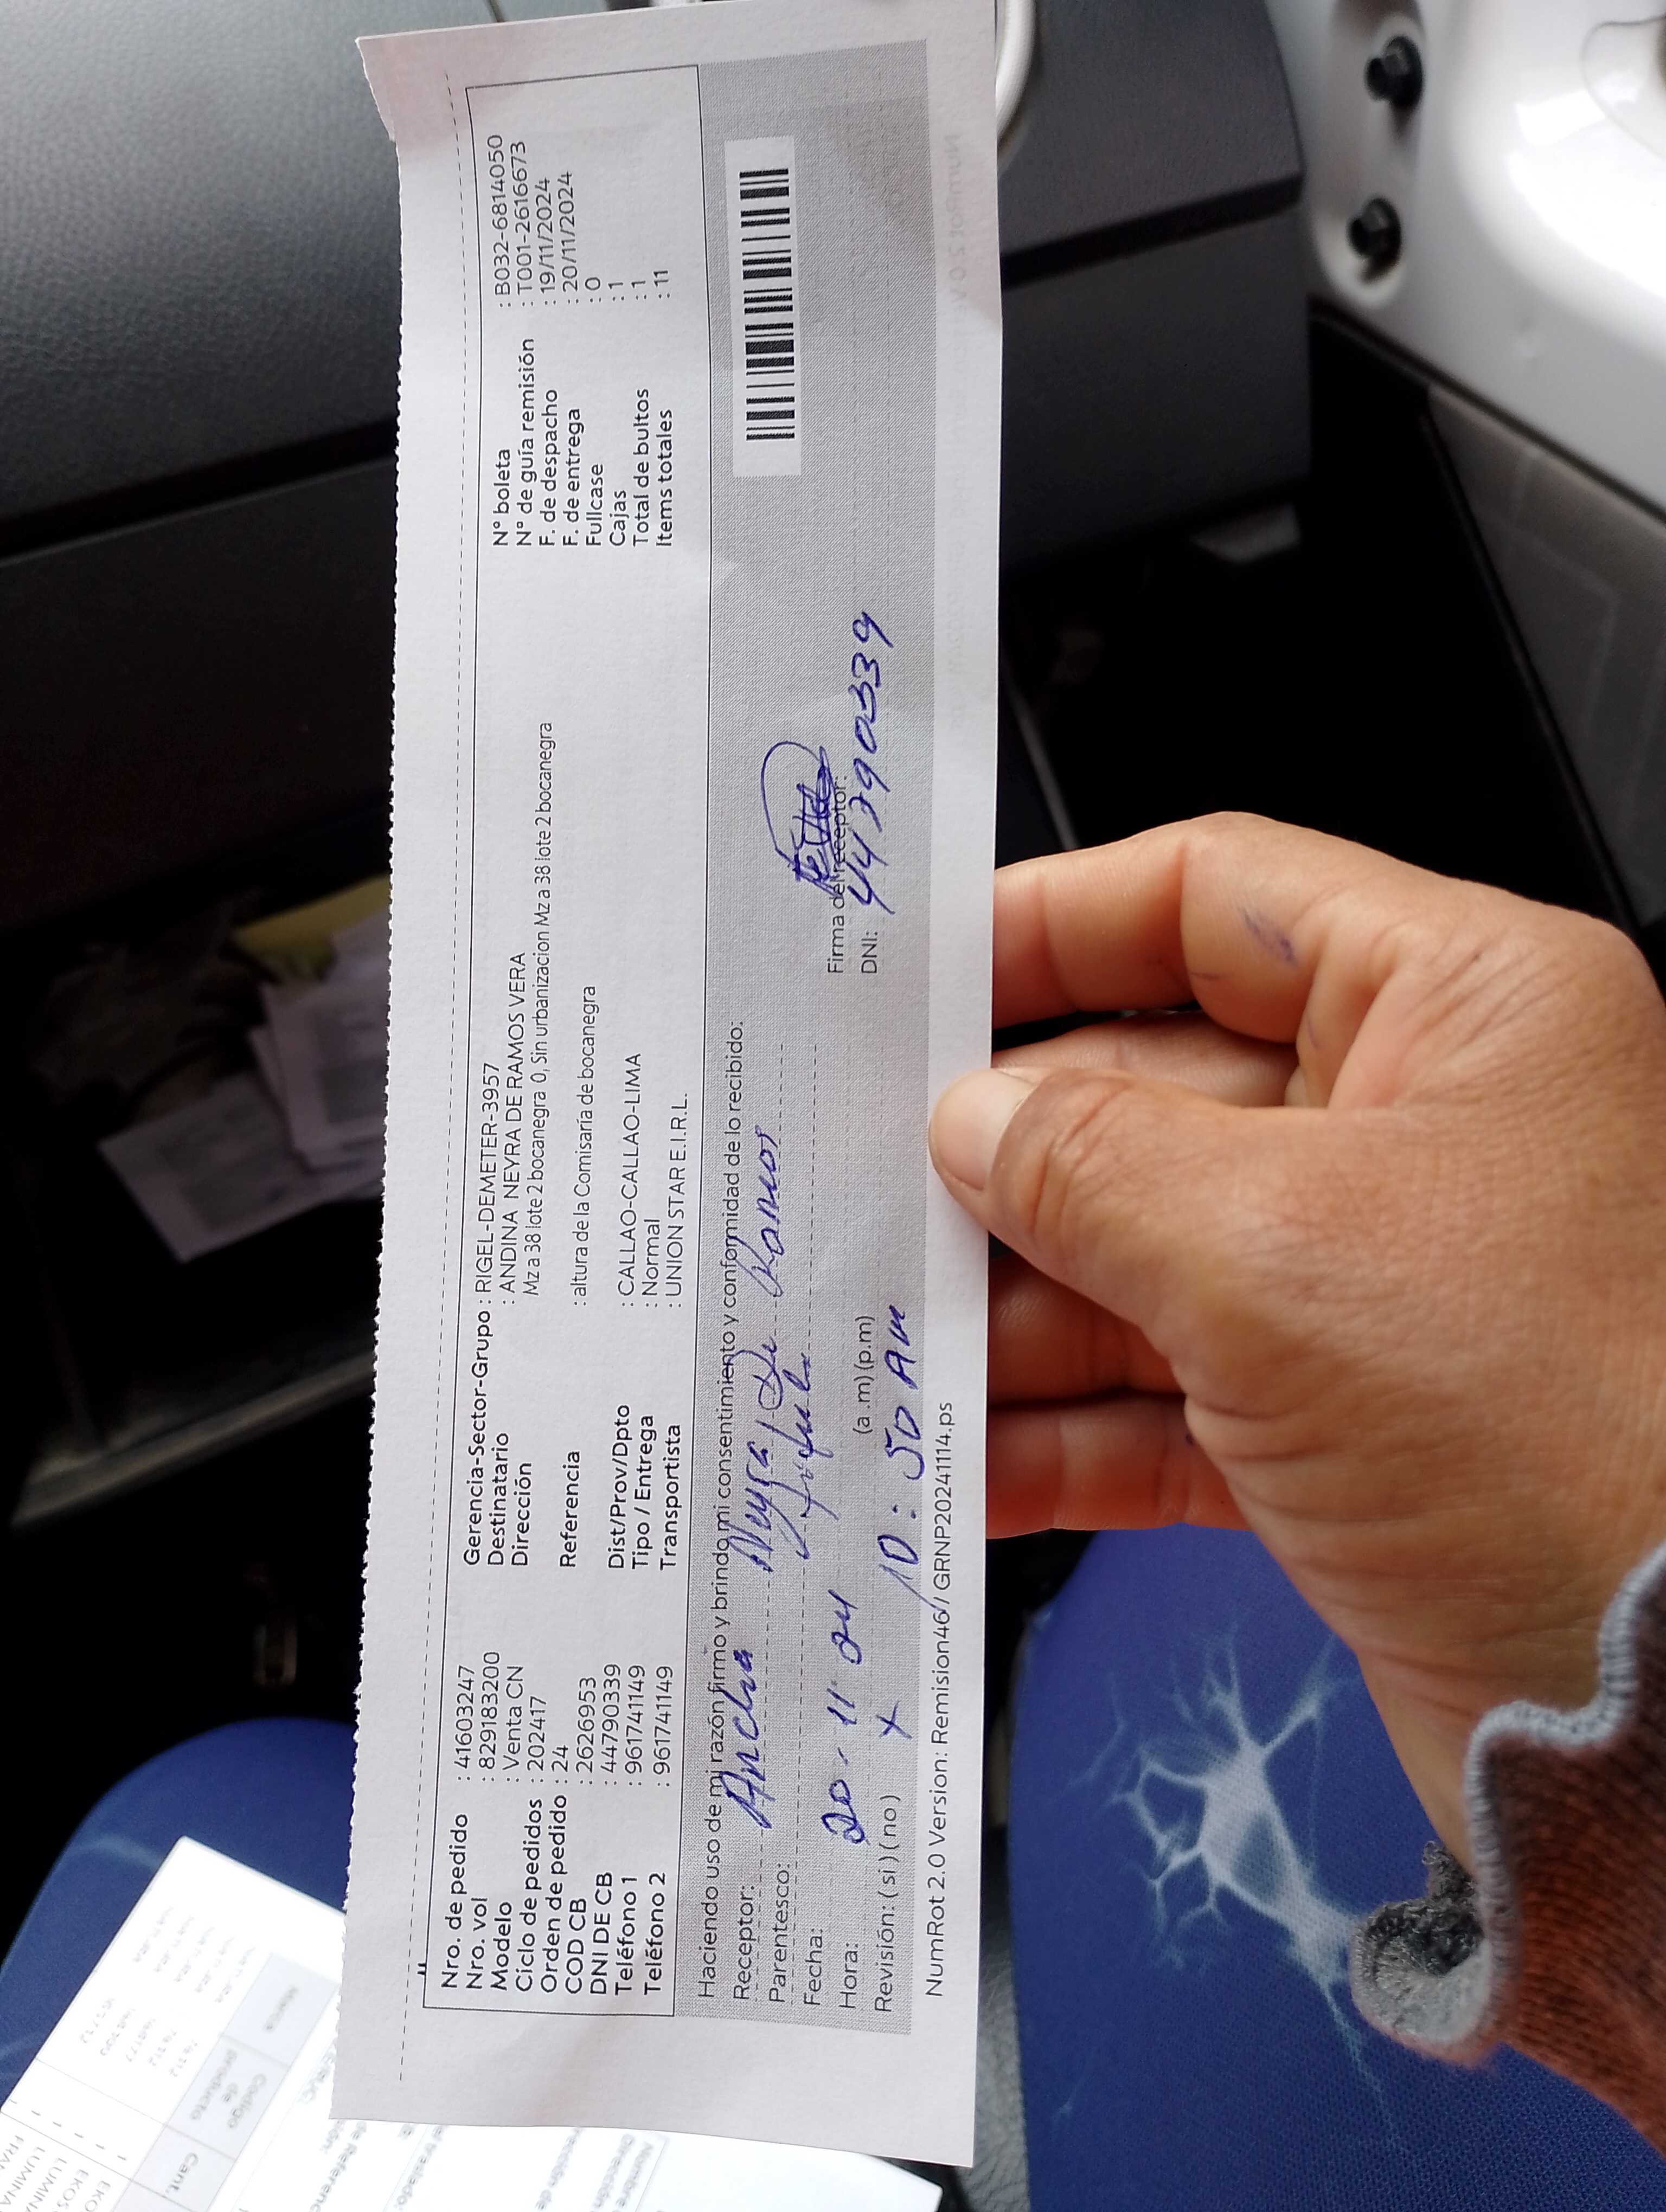 Nro. de pedido : 41603247
Nro. vol : 829183200
Modelo : Venta CN
Ciclo de pedidos : 202417
Orden de pedido : 24
COD CB : 2626953
DNI DE CB : 44790339
Teléfono 1 : 961741149
Teléfono 2 : 961741149
Gerencia-Sector-Grupo : RIGEL-DEMETER-3957
Destinatario : ANDINA NEYRA DE RAMOS VERA
Dirección Mz a 38 lote 2 bocanegra 0, Sin urbanizacion Mz a 38 lote 2 bocanegra
Referencia : altura de la Comisaría de bocanegra
Dist/Prov/Dpto : CALLAO-CALLAO-LIMA
Tipo / Entrega : Normal
Transportista : UNION STAR E.I.R.L.
N° boleta : B032-6814050
N° de guía remisión : T001-2616673
F. de despacho : 19/11/2024
F. de entrega : 20/11/2024
Fullcase : 0
Cajas : 1
Total de bultos : 1
Items totales : 11
Haciendo uso de mi razón firmo y brindo mi consentimiento y conformidad de lo recibido:
Receptor: Neyra De Ramos
Parentesco:
Fecha: 20-11-24
Hora: 10:50 AM (a.m) (p.m)
Revisión: (si) (no) X
Firma del receptor:
DNI: 44790339
NumRot 2.0 Version: Remision46/ GRNP20241114.ps
Cant.